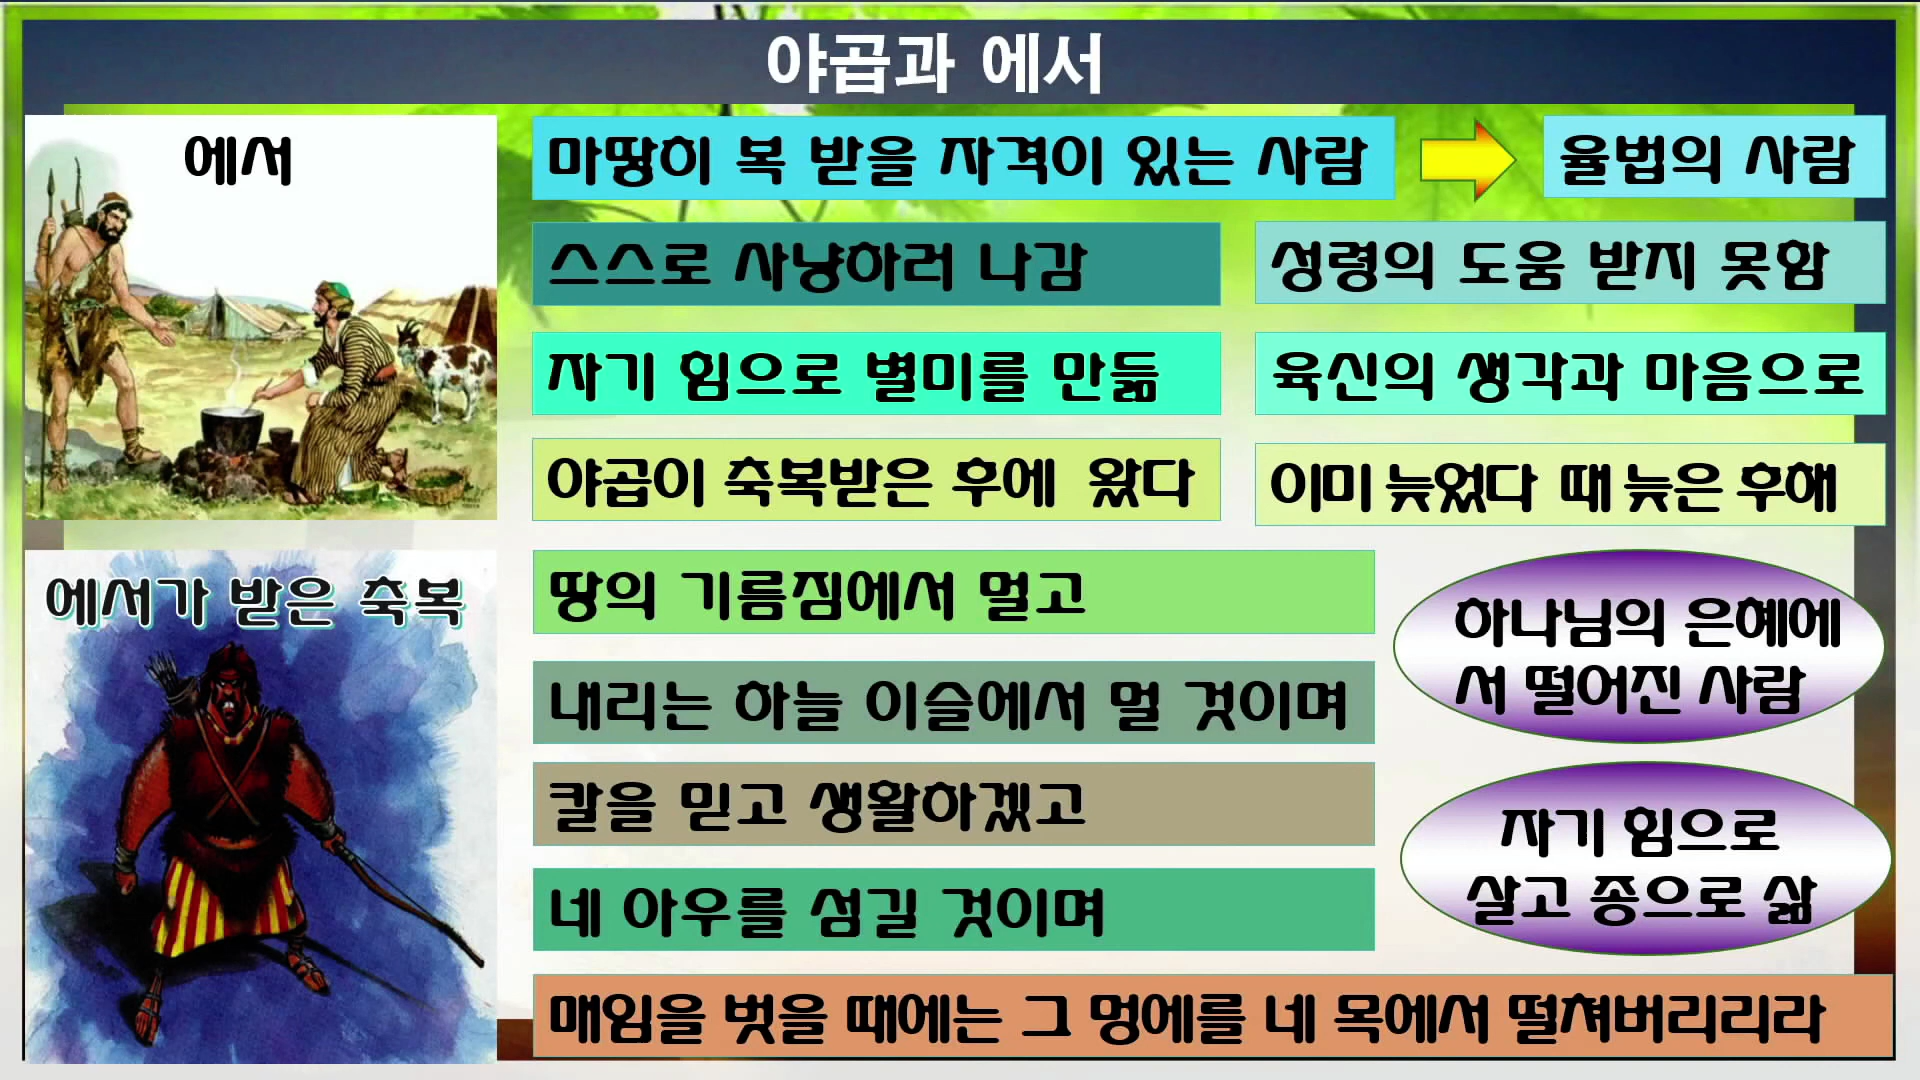 야곱과 에서
에서
마땅히 복 받을 자격이 있는 사람
율법의 사람
스스로 사냥하러 나감
성령의 도움 받지 못함
자기 힘으로 별미를 만듦
육신의 생각과 마음으로
야곱이 축복받은 후에 왔다
이미 늦었다 때 늦은 후해
에서가 받은 축복
땅의 기름짐에서 멀고
내리는 하늘 이슬에서 멀 것이며
칼을 믿고 생활하겠고
네 아우를 섬길 것이며
매임을 벗을 때에는 그 멍에를 네 목에서 떨쳐버리리라
하나님의 은혜에
서 떨어진 사람
자기 힘으로
살고 종으로 삶